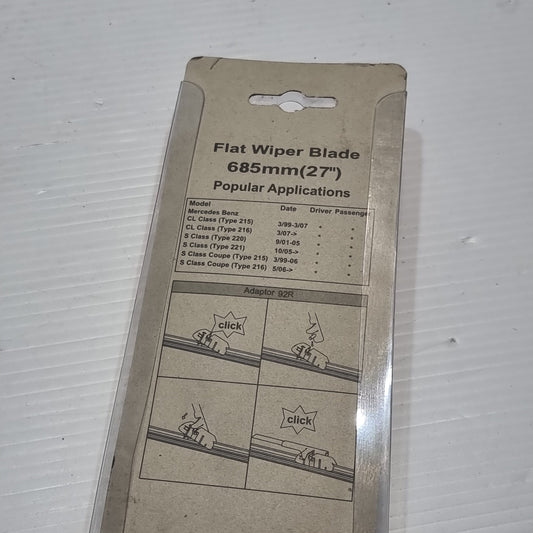 Flat Wiper Blade
685mm(27")
Popular Applications
Model Date Driver Passenger
Mercedes Benz
CL Class (Type 215) 3/99-3/07 * *
CL Class (Type 216) 3/07-> * *
S Class (Type 220) 9/01-05 * *
S Class (Type 221) 10/05-> * *
S Class Coupe (Type 215) 3/99-06 * *
S Class Coupe (Type 216) 5/06-> * *
Adaptor 92R
click
click